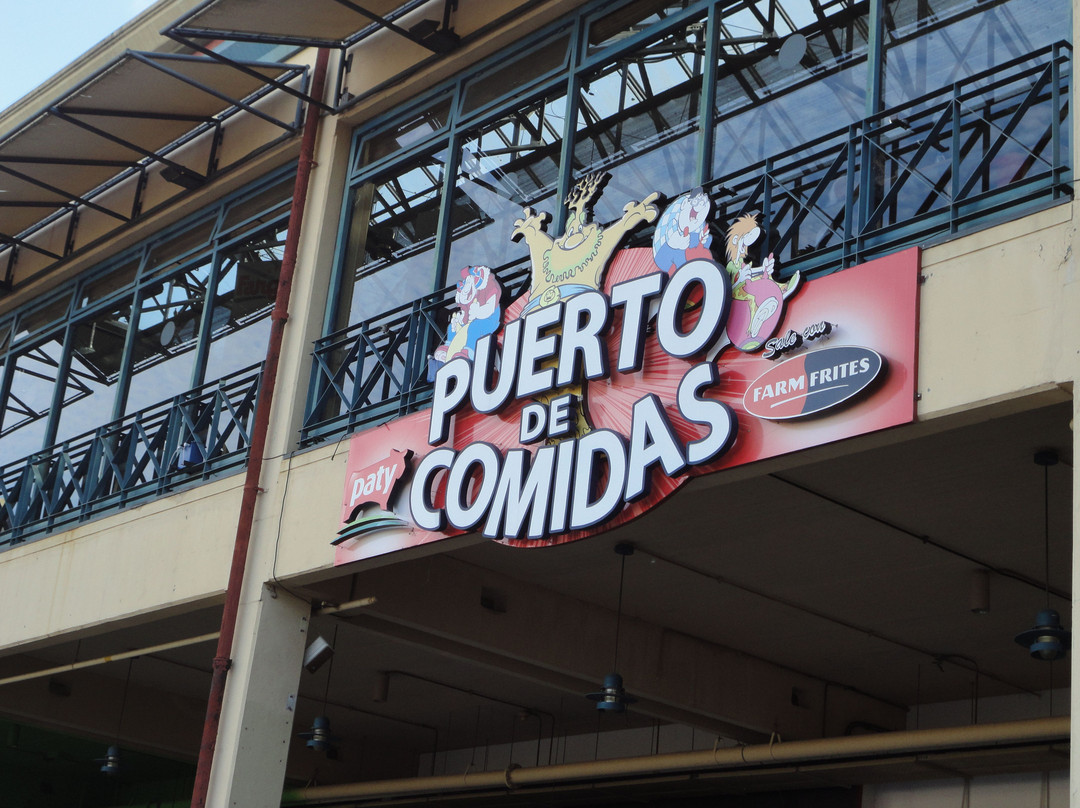 PUERTO
DE
COMIDAS
paty
Sale con
FARM FRITES